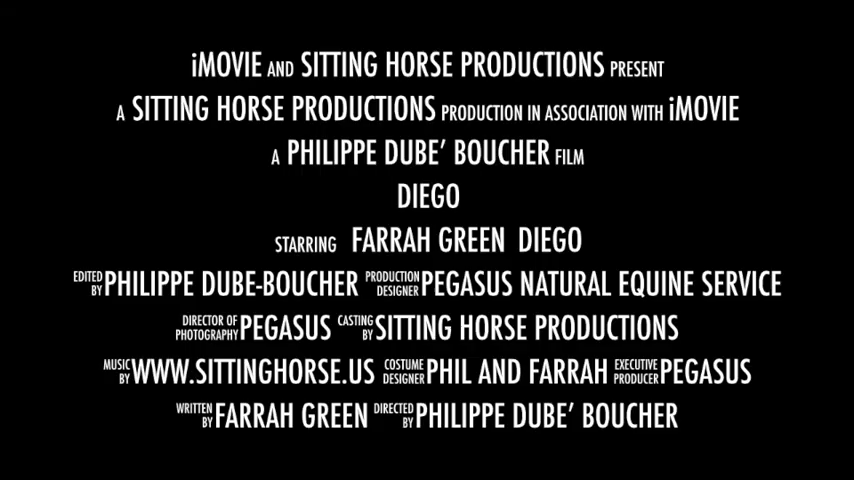 iMOVIE AND SITTING HORSE PRODUCTIONS PRESENT
A SITTING HORSE PRODUCTIONS PRODUCTION IN ASSOCIATION WITH iMOVIE
A PHILIPPE DUBE’ BOUCHER FILM
DIEGO
STARRING FARRAH GREEN DIEGO
EDITED BY PHILIPPE DUBE-BOUCHER PRODUCTION DESIGNER PEGASUS NATURAL EQUINE SERVICE
DIRECTOR OF PHOTOGRAPHY PEGASUS CASTING BY SITTING HORSE PRODUCTIONS
MUSIC BY WWW.SITTINGHORSE.US COSTUME DESIGNER PHIL AND FARRAH EXECUTIVE PRODUCER PEGASUS
WRITTEN BY FARRAH GREEN DIRECTED BY PHILIPPE DUBE’ BOUCHER